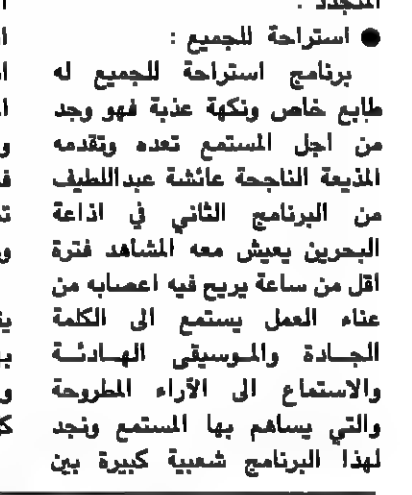 المتجدد .
● استراحة للجميع :
برنامج استراحة للجميع له
طابع خاص ونكهة عذبة فهو وجد
من اجل المستمع تعده وتقدمه
المذيعة الناجحة عائشة عبداللطيف
من البرنامج الثاني في اذاعة
البحرين يعيش معه المشاهد فترة
اقل من ساعة يريح فيه اعصابه من
عناء العمل يستمع الى الكلمة
الجادة والموسيقى الهادئة
والاستماع الى الآراء المطروحة
والتي يساهم بها المستمع ونجد
لهذا البرنامج شعبية كبيرة بين